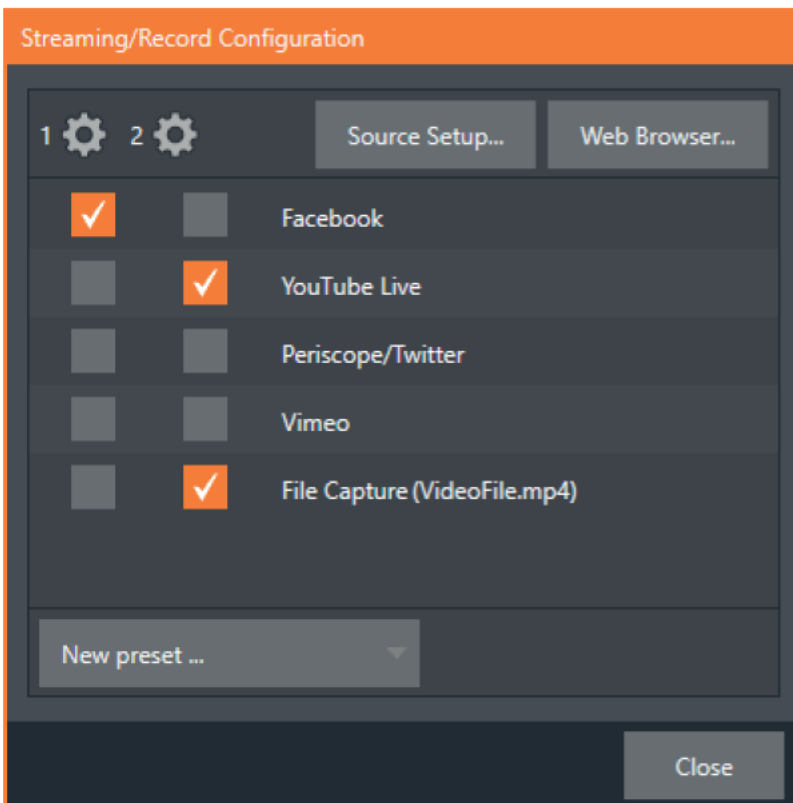 Streaming/Record Configuration
1 2 Source Setup... Web Browser...
Facebook
YouTube Live
Periscope/Twitter
Vimeo
File Capture (VideoFile.mp4)
New preset ...
Close